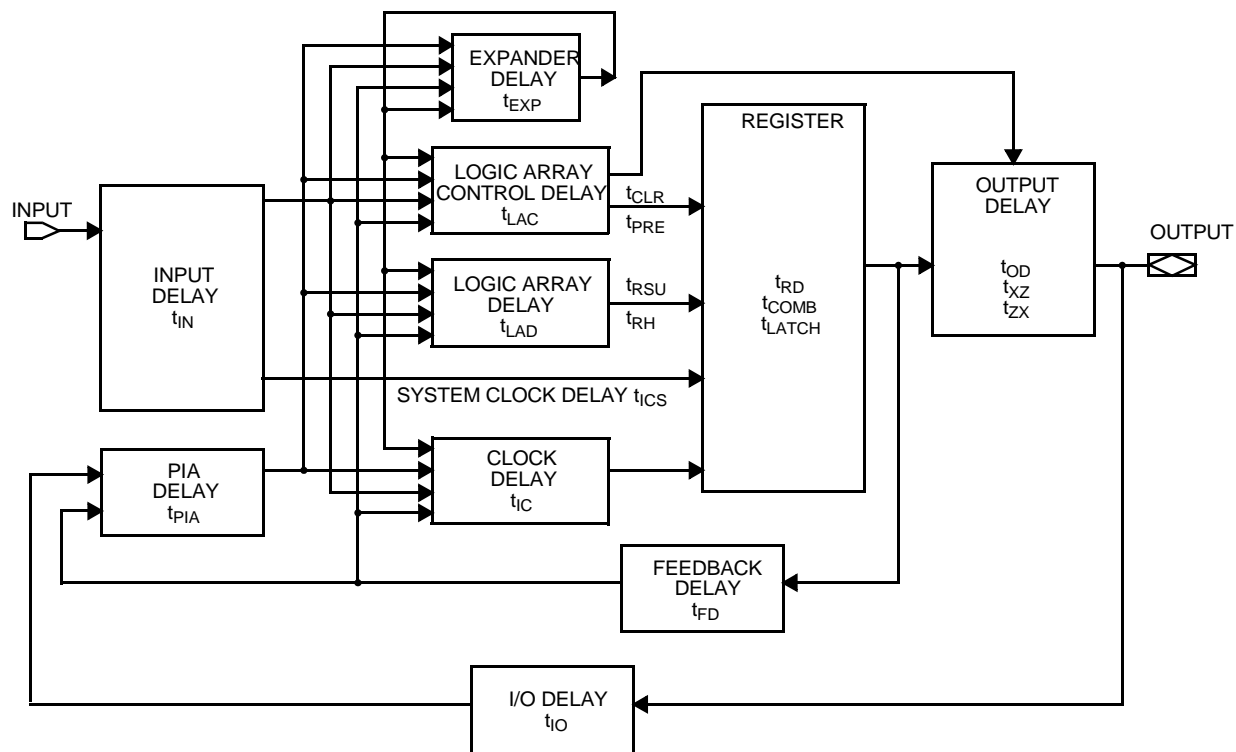 EXPANDER
DELAY
tEXP
REGISTER
LOGIC ARRAY
CONTROL DELAY
tLAC
tCLR
tPRE
OUTPUT
DELAY
tOD
tXZ
tZX
INPUT
OUTPUT
INPUT
DELAY
tIN
LOGIC ARRAY
DELAY
tLAD
tRSU
tRH
tRD
tCOMB
tLATCH
SYSTEM CLOCK DELAY tICS
PIA
DELAY
tPIA
CLOCK
DELAY
tIC
FEEDBACK
DELAY
tFD
I/O DELAY
tIO